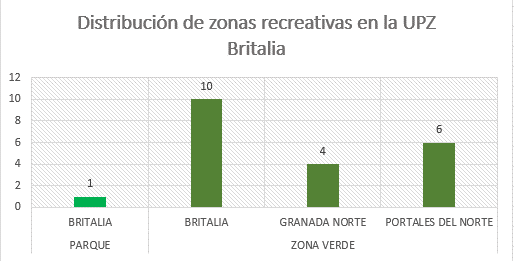 Distribución de zonas recreativas en la UPZ
Britalia
12
10
8
6
4
2
0
1
10
4
6
BRITALIA
BRITALIA
GRANADA NORTE
PORTALES DEL NORTE
PARQUE
ZONA VERDE